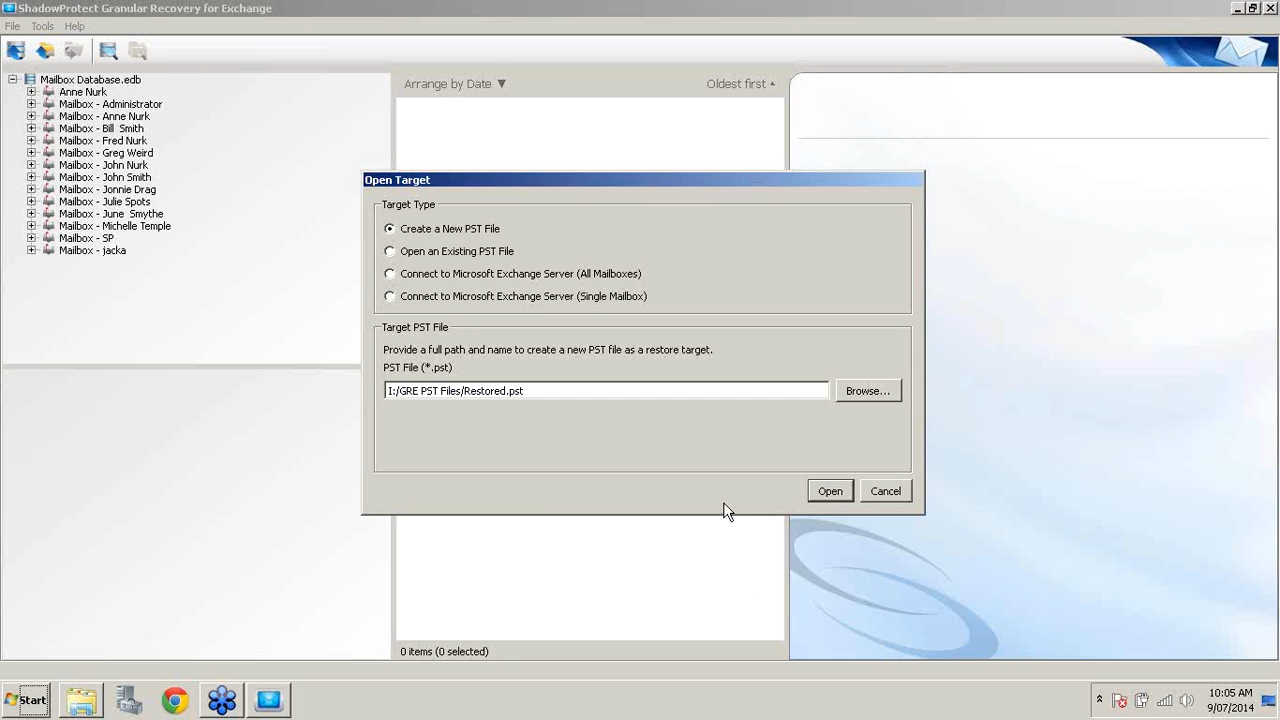 ShadowProtect Granular Recovery for Exchange
File Tools Help
Mailbox Database.edb
Anne Nurk
Mailbox - Administrator
Mailbox - Anne Nurk
Mailbox - Bill  Smith
Mailbox - Fred Nurk
Mailbox - Greg Weird
Mailbox - John Nurk
Mailbox - John Smith
Mailbox - Jonnie Drag
Mailbox - Julie Spots
Mailbox - June  Smythe
Mailbox - Michelle Temple
Mailbox - SP
Mailbox - jacka
Arrange by Date ▼ Oldest first
Open Target
Target Type
Create a New PST File
Open an Existing PST File
Connect to Microsoft Exchange Server (All Mailboxes)
Connect to Microsoft Exchange Server (Single Mailbox)
Target PST File
Provide a full path and name to create a new PST file as a restore target.
PST File (*.pst)
I:/GRE PST Files/Restored.pst
Browse...
Open Cancel
0 items (0 selected)
Start
10:05 AM
9/07/2014